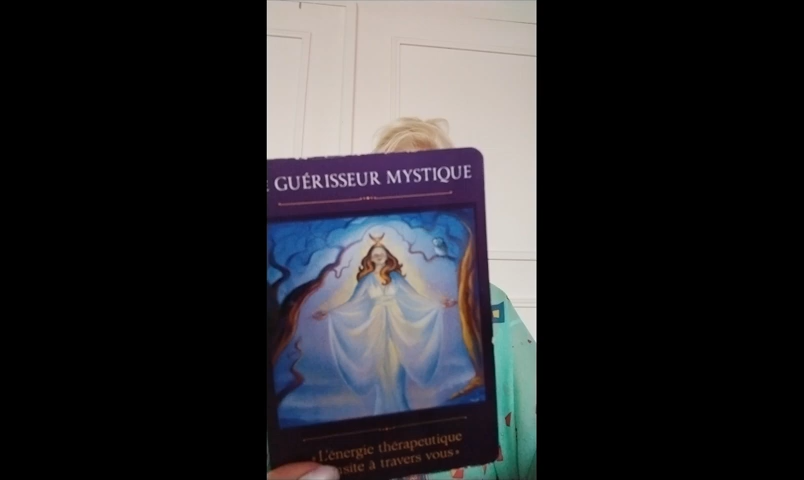 GUÉRISSEUR MYSTIQUE
• L'énergie thérapeutique
à travers vous •